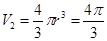 V₂ = 4/3 πr³ = 4π/3